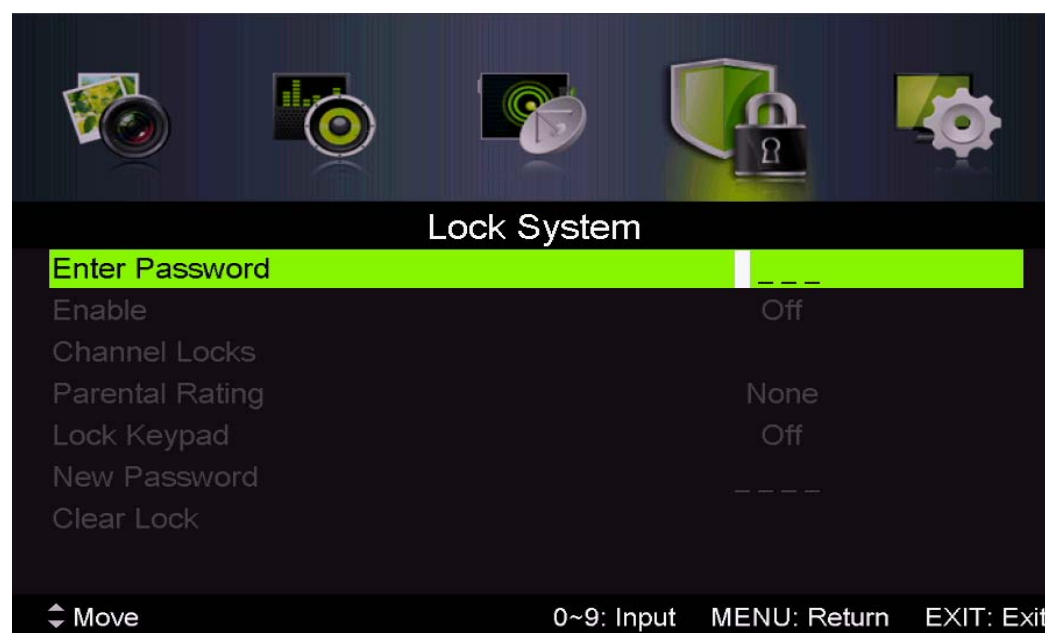 Lock System
Enter Password _ _ _
Enable Off
Channel Locks
Parental Rating None
Lock Keypad Off
New Password _ _ _ _
Clear Lock
Move 0~9: Input MENU: Return EXIT: Exit